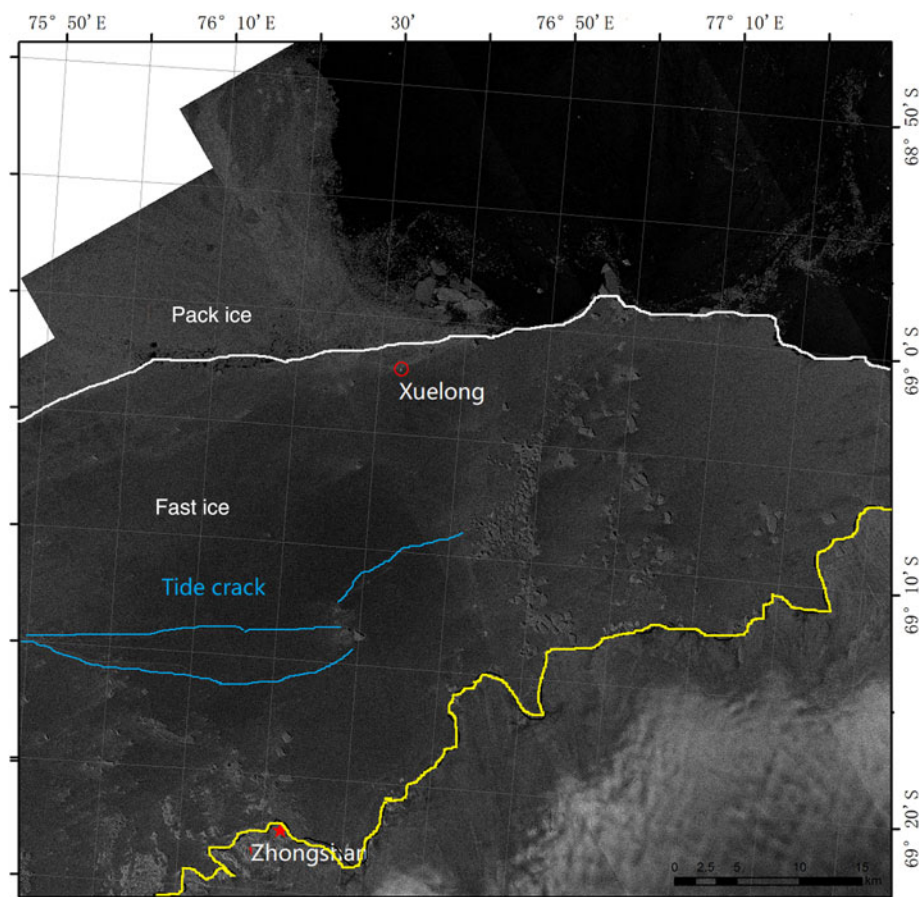 75° 50′ E
76° 10′ E
30′
76° 50′ E
77° 10′ E
68° 50′ S
Pack ice
69° 0′ S
Xuelong
Fast ice
Tide crack
69° 10′ S
69° 20′ S
Zhongshan
0 2.5 5 10 15
km